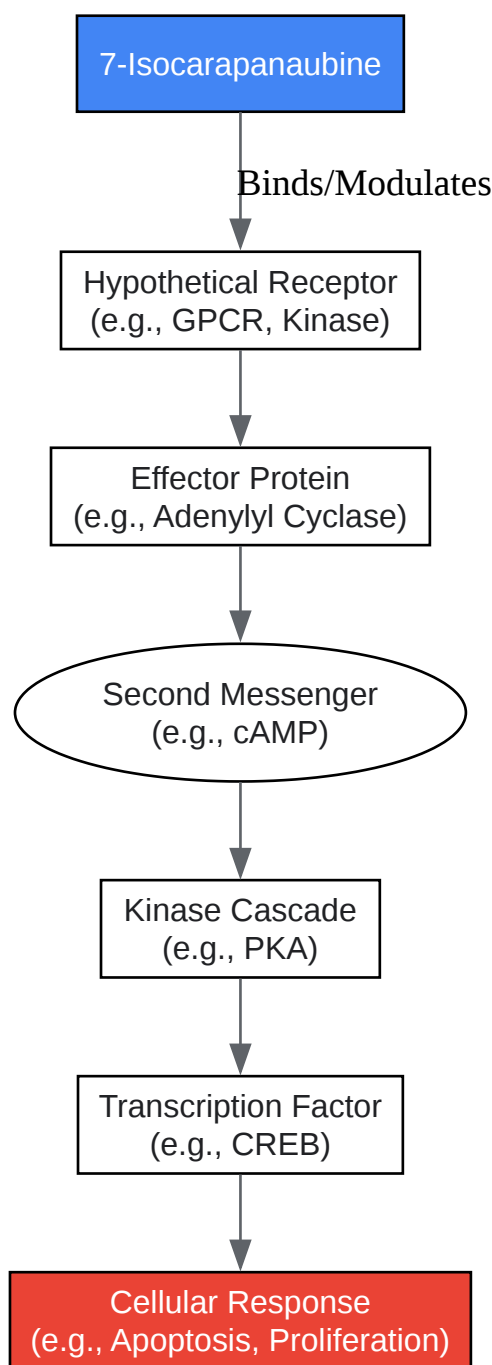 7-Isocarapanaubine
Binds/Modulates
Hypothetical Receptor
(e.g., GPCR, Kinase)
Effector Protein
(e.g., Adenylyl Cyclase)
Second Messenger
(e.g., cAMP)
Kinase Cascade
(e.g., PKA)
Transcription Factor
(e.g., CREB)
Cellular Response
(e.g., Apoptosis, Proliferation)